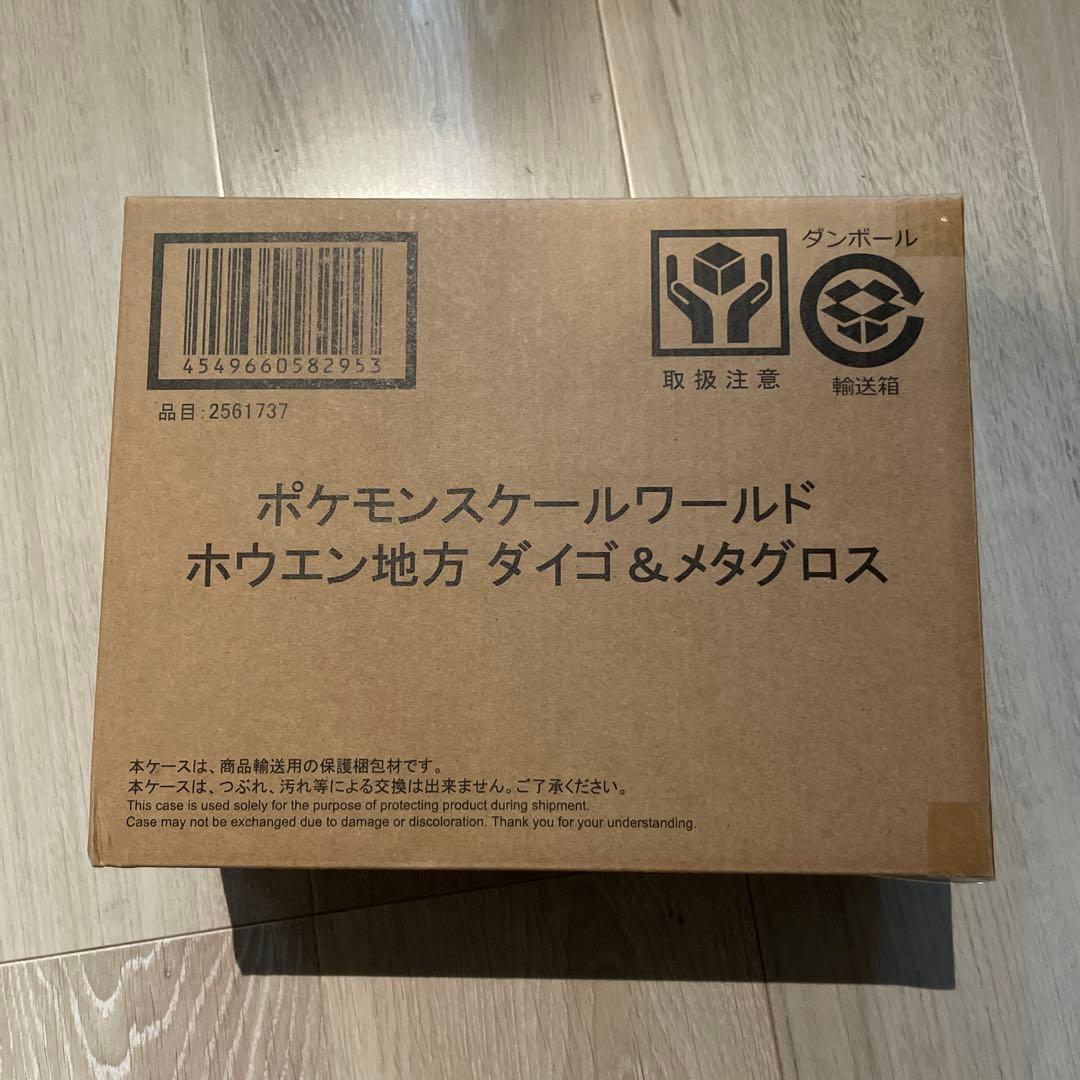 4549660582953
品目:2561737
取扱注意
ダンボール
輸送箱
ポケモンスケールワールド
ホウエン地方 ダイゴ&メタグロス
本ケースは、商品輸送用の保護梱包材です。
本ケースは、つぶれ、汚れ等による交換は出来ません。ご了承ください。
This case is used solely for the purpose of protecting product during shipment.
Case may not be exchanged due to damage or discoloration. Thank you for your understanding.